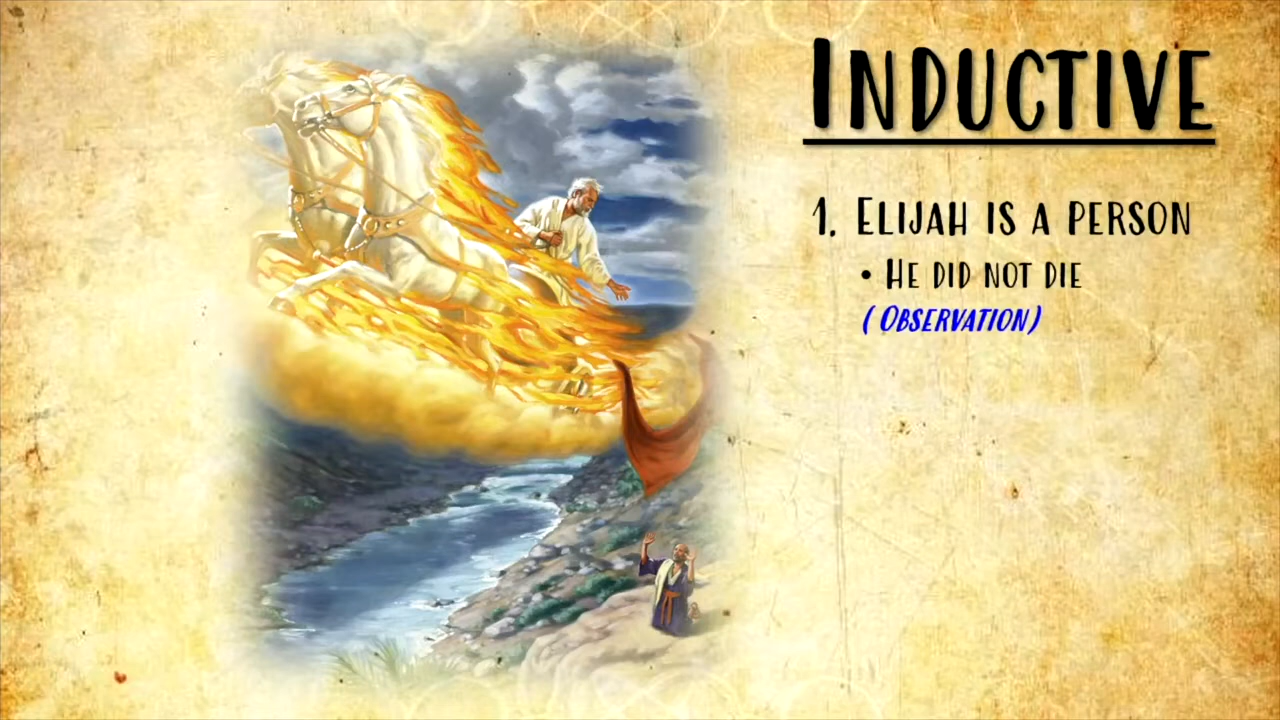 INDUCTIVE
1. ELIJAH IS A PERSON
• HE DID NOT DIE
(OBSERVATION)